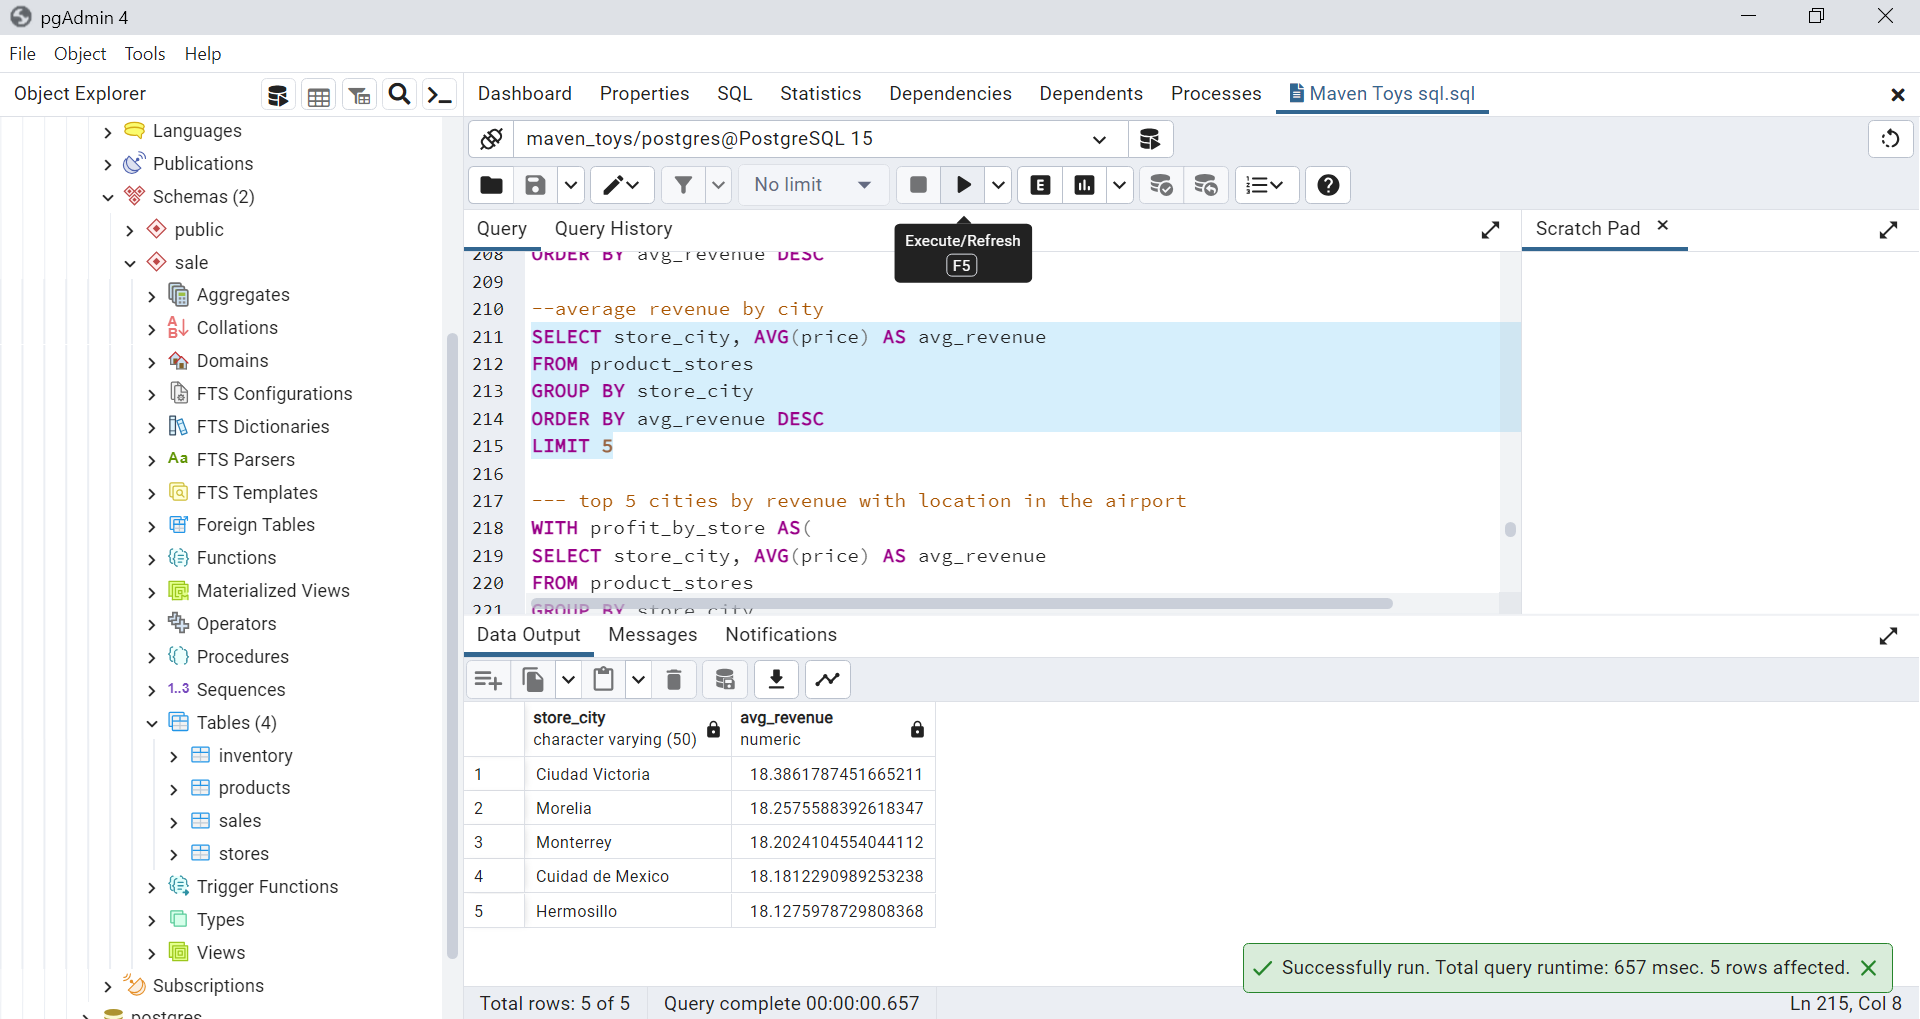 pgAdmin 4
File Object Tools Help
Object Explorer
Dashboard Properties SQL Statistics Dependencies Dependents Processes Maven Toys sql.sql
maven_toys/postgres@PostgreSQL 15
No limit
E
Execute/Refresh
F5
Languages
Publications
Schemas (2)
public
sale
Aggregates
Collations
Domains
FTS Configurations
FTS Dictionaries
Aa FTS Parsers
FTS Templates
Foreign Tables
Functions
Materialized Views
Operators
Procedures
1..3 Sequences
Tables (4)
inventory
products
sales
stores
Trigger Functions
Types
Views
Subscriptions
postgres
Query Query History
Scratch Pad
208 ORDER BY avg_revenue DESC
209
210 --average revenue by city
211 SELECT store_city, AVG(price) AS avg_revenue
212 FROM product_stores
213 GROUP BY store_city
214 ORDER BY avg_revenue DESC
215 LIMIT 5
216
217 --- top 5 cities by revenue with location in the airport
218 WITH profit_by_store AS(
219 SELECT store_city, AVG(price) AS avg_revenue
220 FROM product_stores
221 GROUP BY store_city
Data Output Messages Notifications
store_city avg_revenue
character varying (50) numeric
1 Ciudad Victoria 18.3861787451665211
2 Morelia 18.2575588392618347
3 Monterrey 18.2024104554044112
4 Cuidad de Mexico 18.1812290989253238
5 Hermosillo 18.1275978729808368
Successfully run. Total query runtime: 657 msec. 5 rows affected.
Total rows: 5 of 5 Query complete 00:00:00.657 Ln 215, Col 8